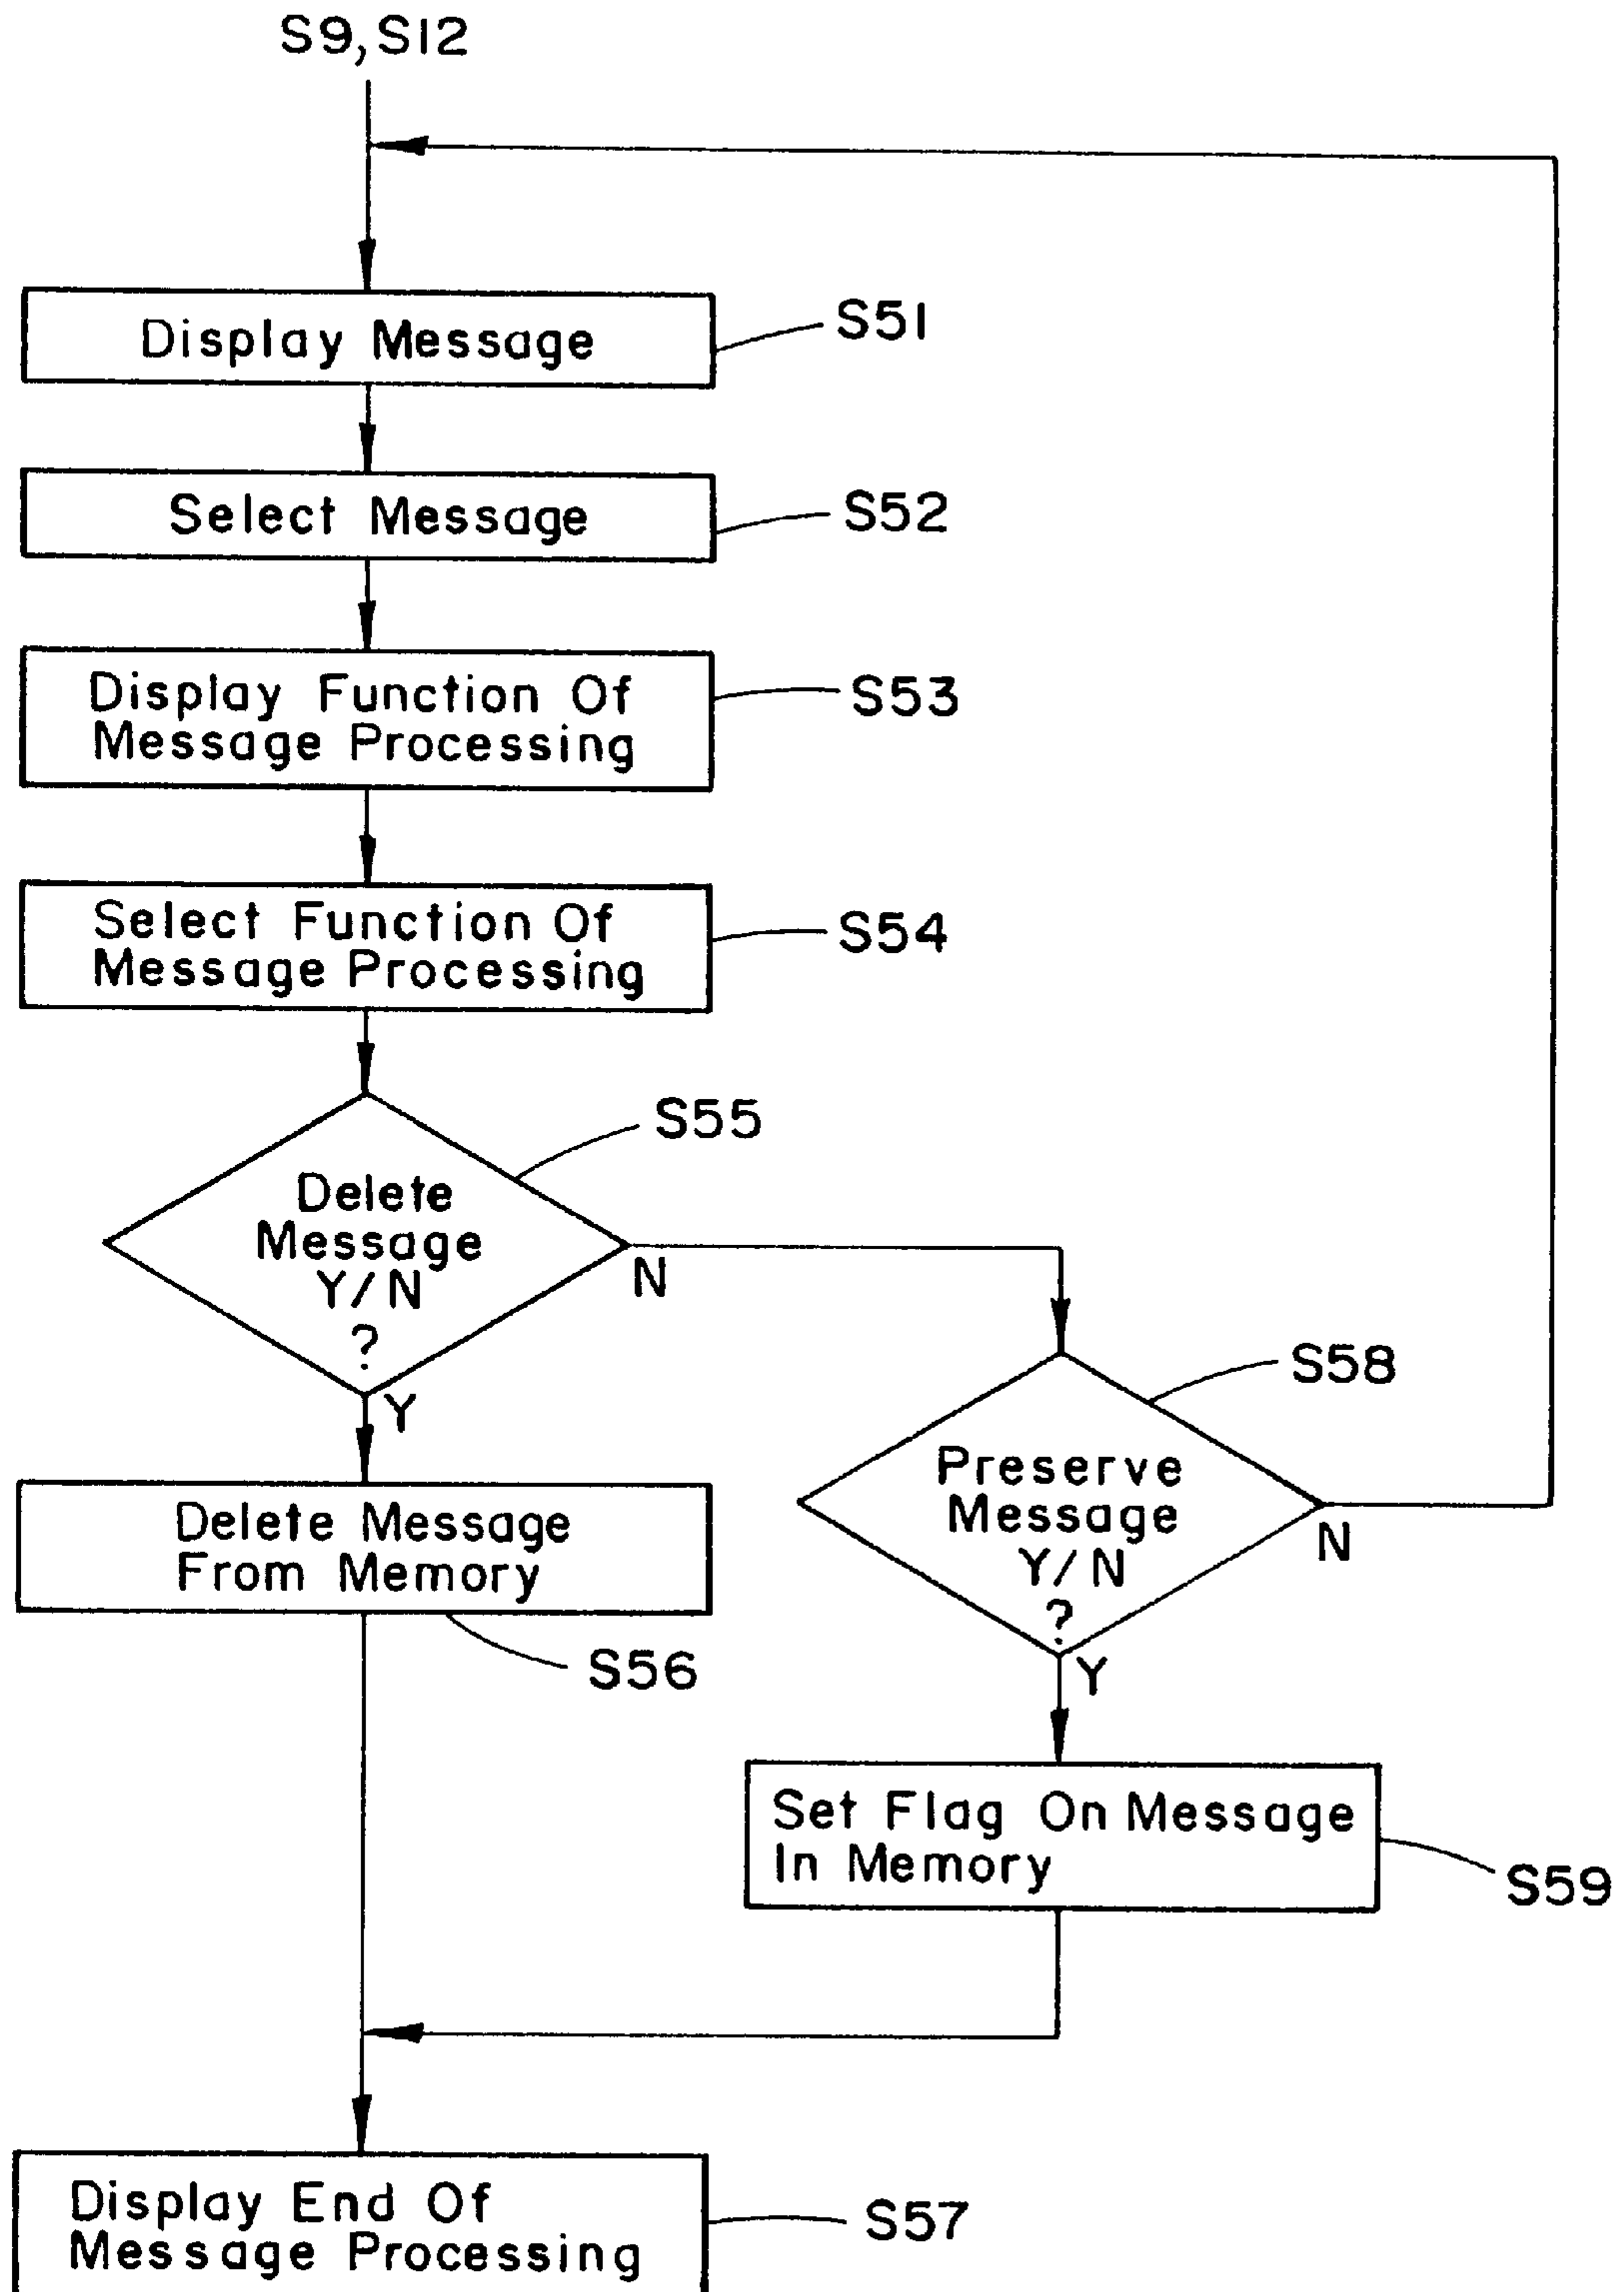 S9,S12
Display Message
S51
Select Message
S52
Display Function Of
Message Processing
S53
Select Function Of
Message Processing
S54
S55
Delete
Message
Y/N
?
N
Y
S58
Preserve
Message
Y/N
?
N
Y
Delete Message
From Memory
S56
Set Flag On Message
In Memory
S59
Display End Of
Message Processing
S57